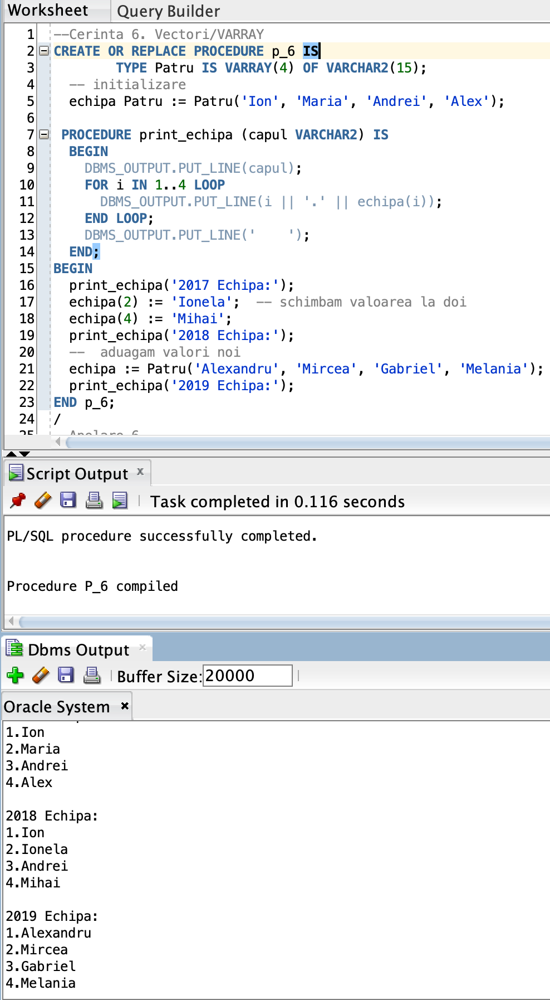 Worksheet Query Builder
1 --Cerinta 6. Vectori/VARRAY
2 CREATE OR REPLACE PROCEDURE p_6 IS
3 TYPE Patru IS VARRAY(4) OF VARCHAR2(15);
4 -- initializare
5 echipa Patru := Patru('Ion', 'Maria', 'Andrei', 'Alex');
6
7 PROCEDURE print_echipa (capul VARCHAR2) IS
8 BEGIN
9 DBMS_OUTPUT.PUT_LINE(capul);
10 FOR i IN 1..4 LOOP
11 DBMS_OUTPUT.PUT_LINE(i || '.' || echipa(i));
12 END LOOP;
13 DBMS_OUTPUT.PUT_LINE('    ');
14 END;
15 BEGIN
16 print_echipa('2017 Echipa:');
17 echipa(2) := 'Ionela';  -- schimbam valoarea la doi
18 echipa(4) := 'Mihai';
19 print_echipa('2018 Echipa:');
20 --  aduagam valori noi
21 echipa := Patru('Alexandru', 'Mircea', 'Gabriel', 'Melania');
22 print_echipa('2019 Echipa:');
23 END p_6;
24 /
25 Apelare 6
Script Output x
Task completed in 0.116 seconds
PL/SQL procedure successfully completed.
Procedure P_6 compiled
Dbms Output x
Buffer Size: 20000
Oracle System x
1.Ion
2.Maria
3.Andrei
4.Alex
2018 Echipa:
1.Ion
2.Ionela
3.Andrei
4.Mihai
2019 Echipa:
1.Alexandru
2.Mircea
3.Gabriel
4.Melania